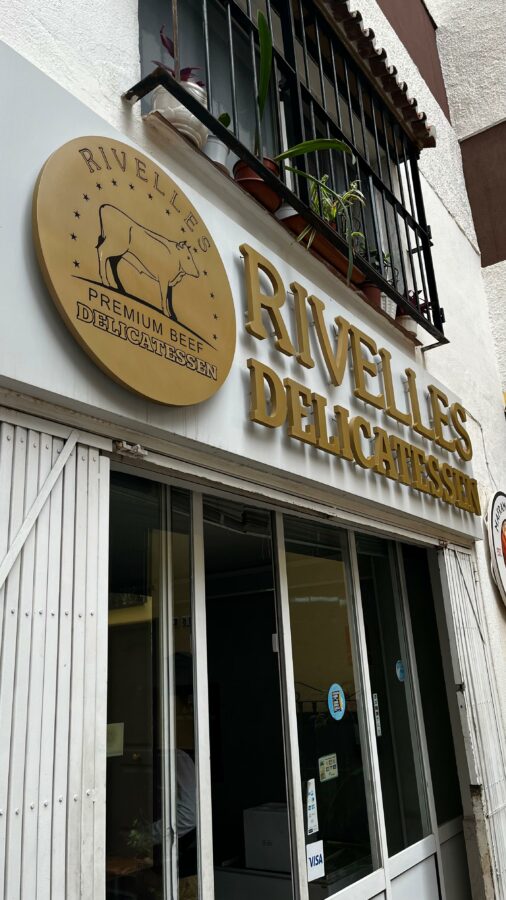 RIVELLES
PREMIUM BEEF
DELICATESSEN
RIVELLES
DELICATESSEN
VISA